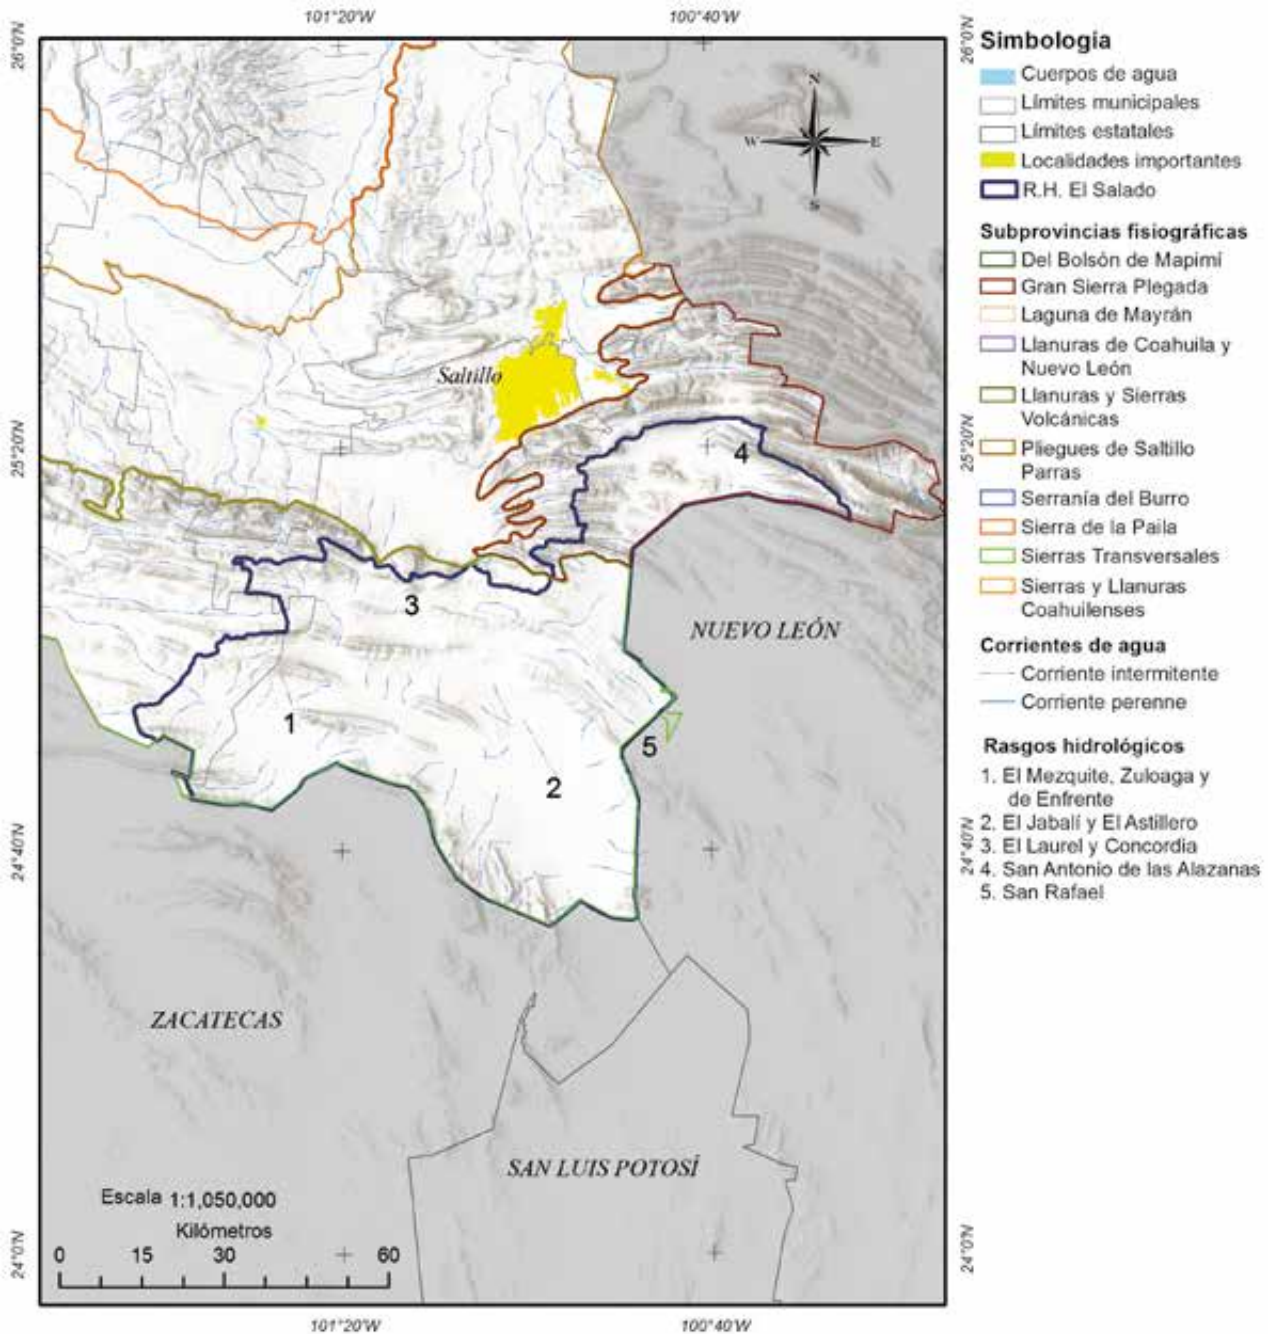 101°20'W
100°40'W
26°0'N
26°0'N
N
W
E
S
Saltillo
25°20'N
25°20'N
4
3
NUEVO LEÓN
1
5
2
24°40'N
24°40'N
ZACATECAS
SAN LUIS POTOSÍ
Escala 1:1,050,000
Kilómetros
0 15 30 60
24°0'N
24°0'N
101°20'W
100°40'W
Simbología
Cuerpos de agua
Límites municipales
Límites estatales
Localidades importantes
R.H. El Salado
Subprovincias fisiográficas
Del Bolsón de Mapimí
Gran Sierra Plegada
Laguna de Mayrán
Llanuras de Coahuila y
Nuevo León
Llanuras y Sierras
Volcánicas
Pliegues de Saltillo
Parras
Serranía del Burro
Sierra de la Paila
Sierras Transversales
Sierras y Llanuras
Coahuilenses
Corrientes de agua
Corriente intermitente
Corriente perenne
Rasgos hidrológicos
1. El Mezquite, Zuloaga y
de Enfrente
2. El Jabalí y El Astillero
3. El Laurel y Concordia
4. San Antonio de las Alazanas
5. San Rafael